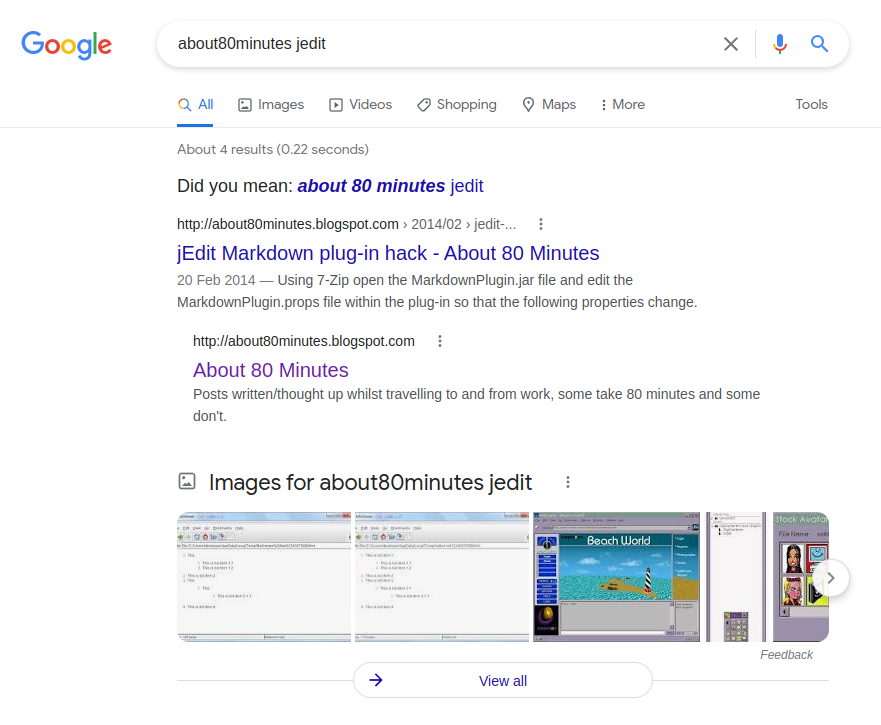 Google
about80minutes jedit
All Images Videos Shopping Maps More Tools
About 4 results (0.22 seconds)
Did you mean: about 80 minutes jedit
http://about80minutes.blogspot.com › 2014/02 › jedit-...
jEdit Markdown plug-in hack - About 80 Minutes
20 Feb 2014 — Using 7-Zip open the MarkdownPlugin.jar file and edit the
MarkdownPlugin.props file within the plug-in so that the following properties change.
http://about80minutes.blogspot.com
About 80 Minutes
Posts written/thought up whilst travelling to and from work, some take 80 minutes and some
don't.
Images for about80minutes jedit
Beach World
Stock Avatar
File Name
Feedback
View all